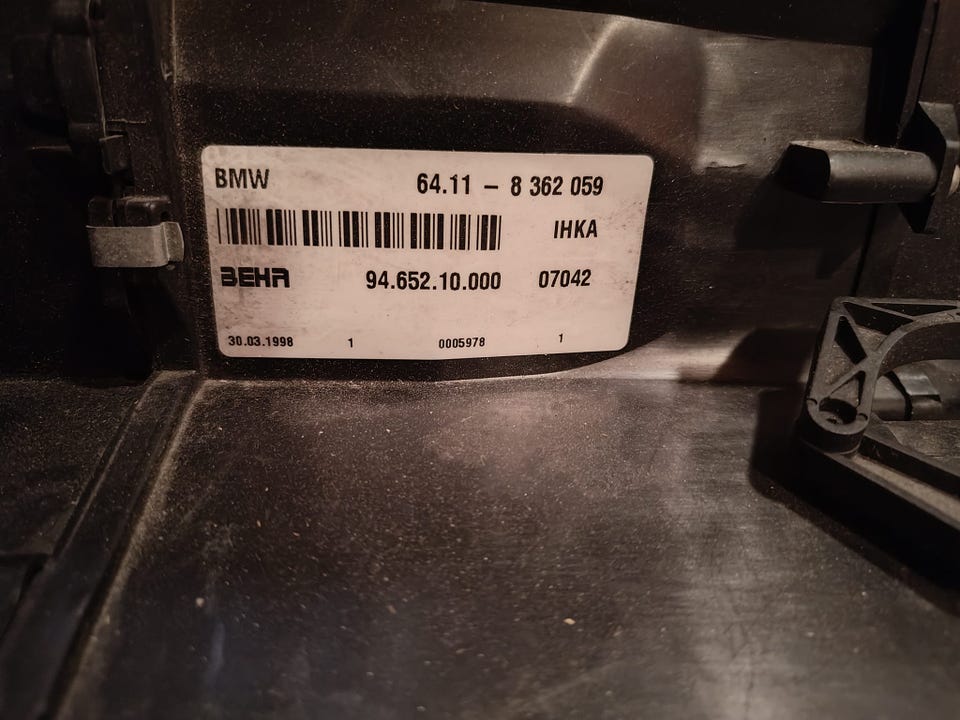 BMW 64.11 – 8 362 059
IHKA
BEHR 94.652.10.000 07042
30.03.1998 1 0005978 1